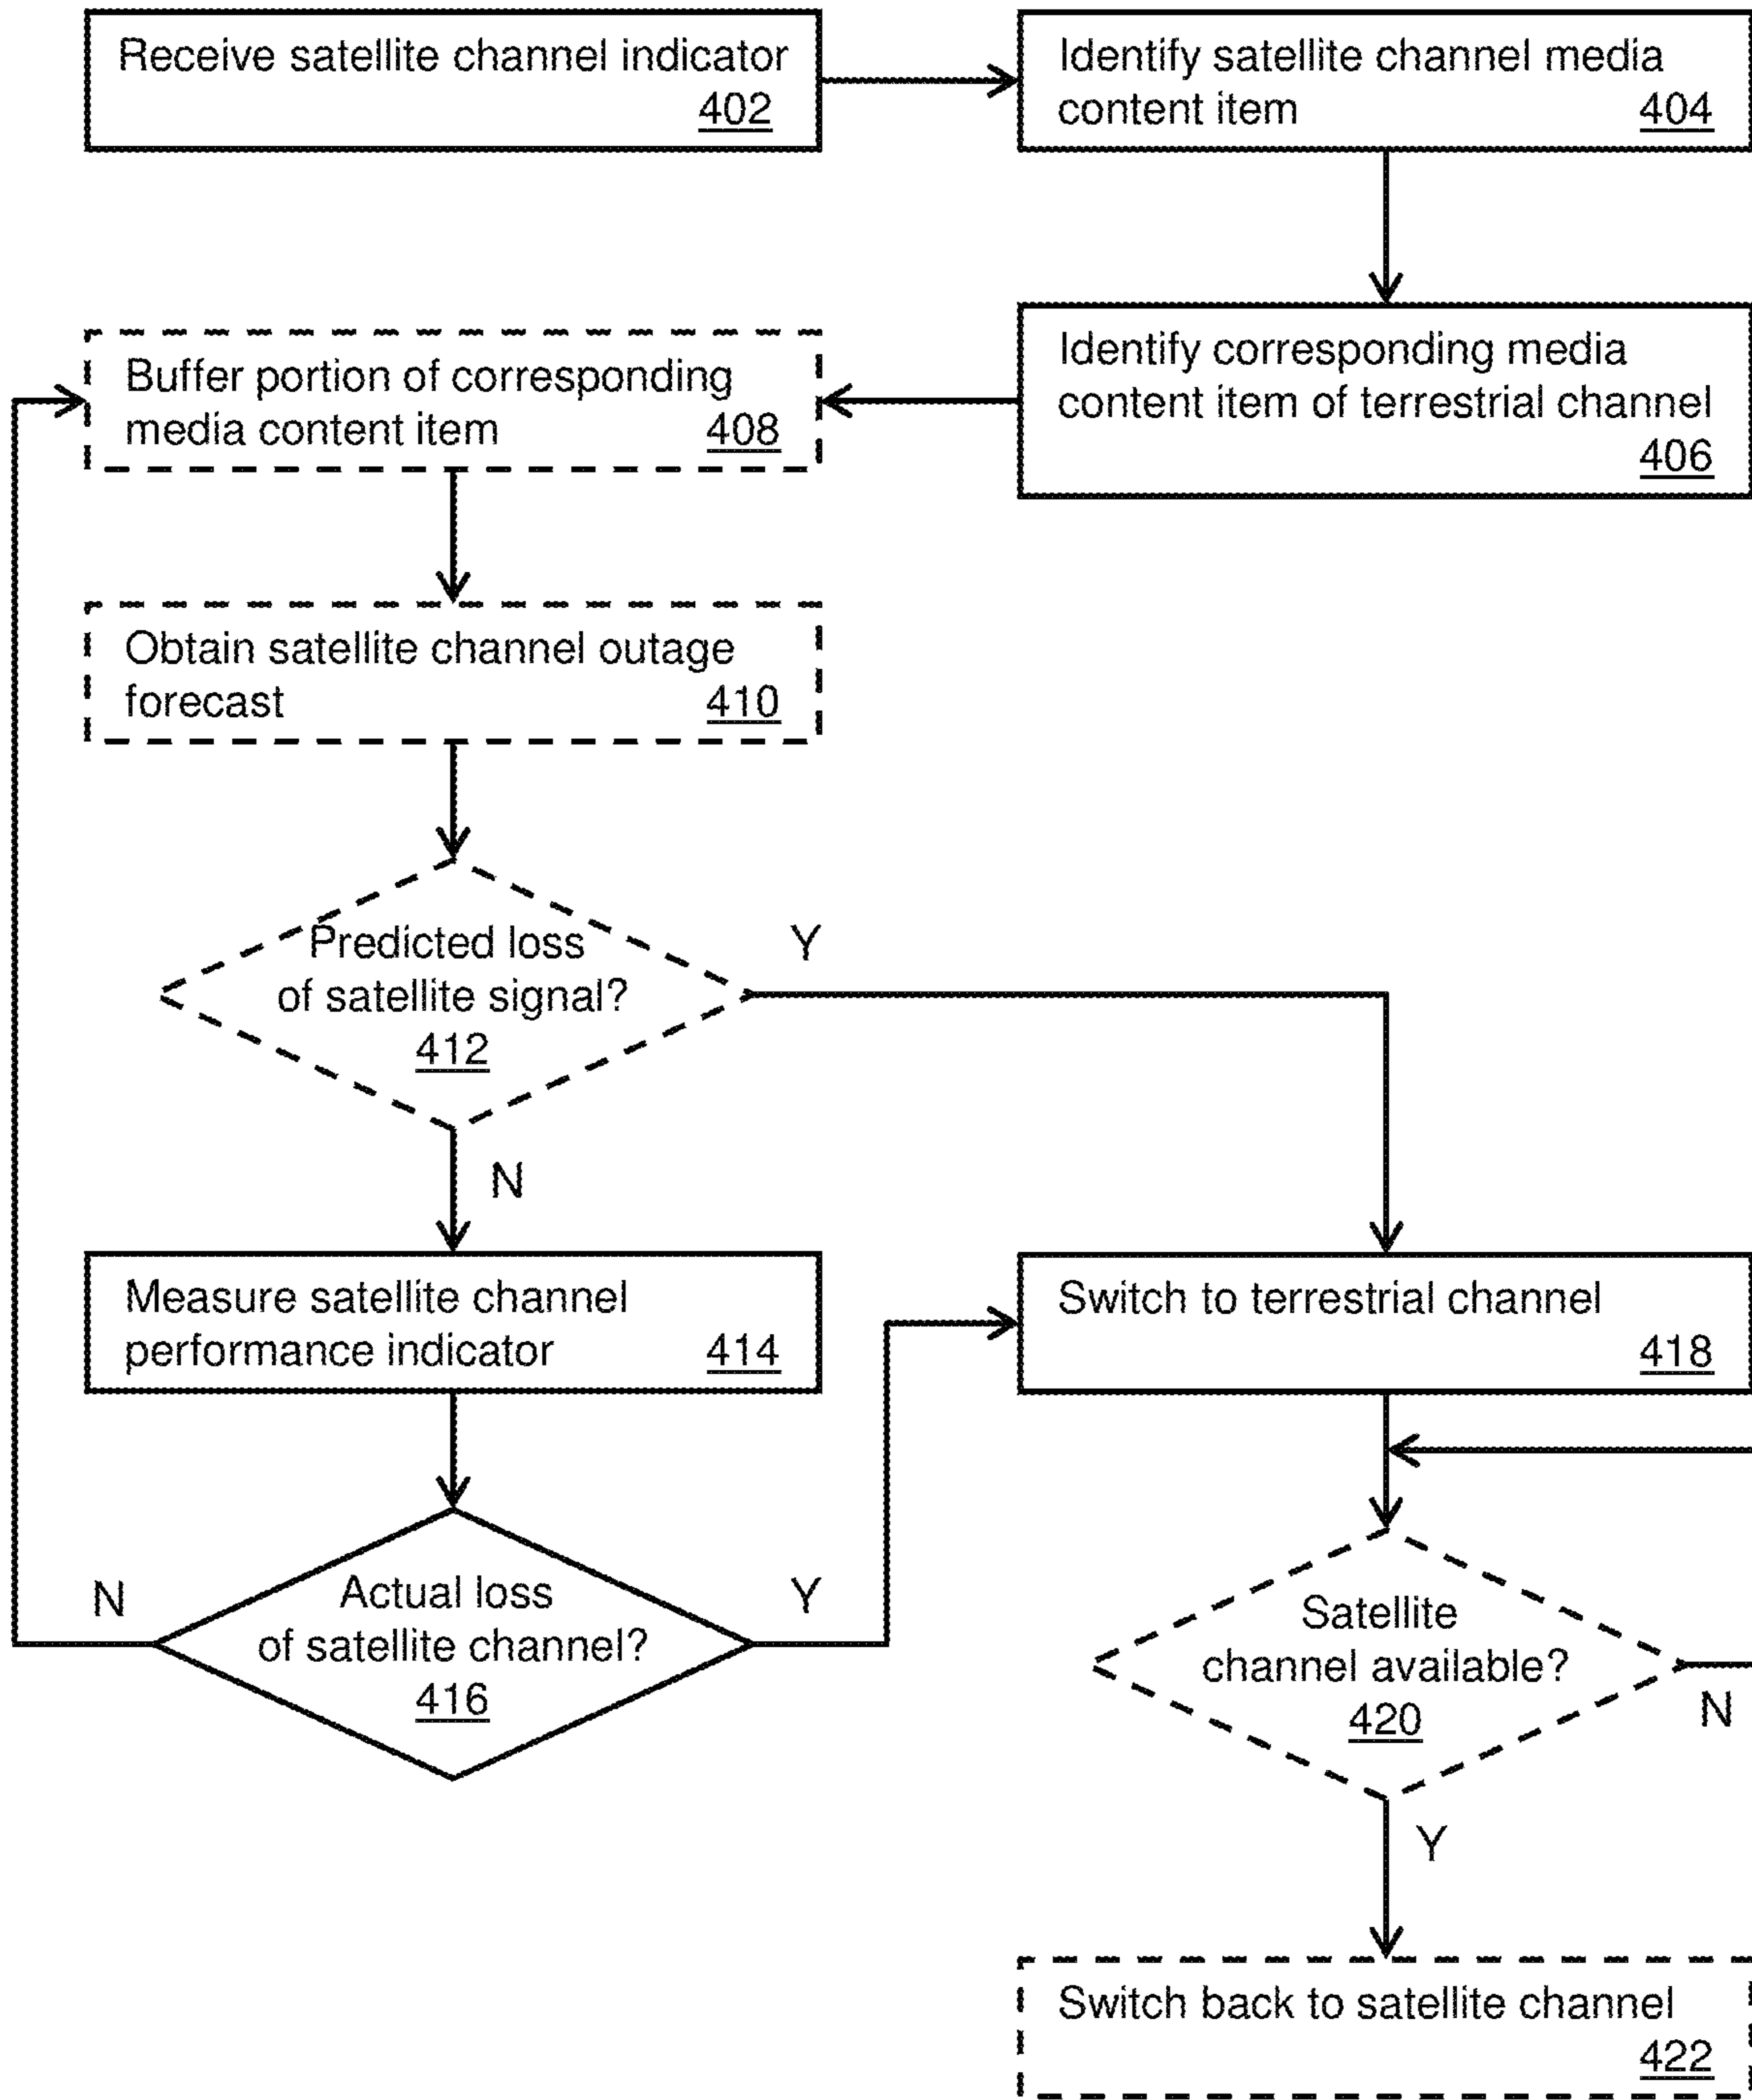 Receive satellite channel indicator
402
Identify satellite channel media
content item 404
Identify corresponding media
content item of terrestrial channel
406
Buffer portion of corresponding
media content item 408
Obtain satellite channel outage
forecast 410
Predicted loss
of satellite signal?
412
Y
N
Measure satellite channel
performance indicator 414
Actual loss
of satellite channel?
416
N
Y
Switch to terrestrial channel
418
Satellite
channel available?
420
N
Y
Switch back to satellite channel
422